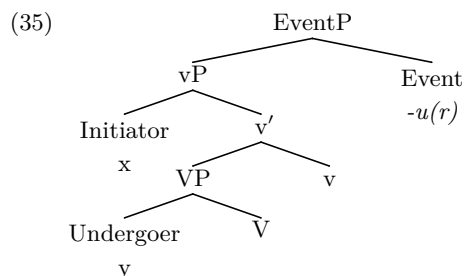 (35)
EventP
vP
Event
-u(r)
Initiator
v′
x
VP
v
Undergoer
V
y